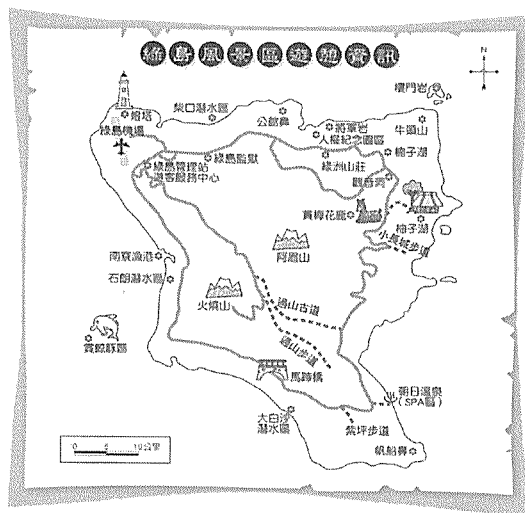 綠島風景區遊憩資訊
N
樓門岩
燈塔
柴口潛水區
公館鼻
將軍岩
牛頭山
綠島機場
人權紀念園區
楠子湖
綠島監獄
綠洲山莊
綠島管理站
遊客服務中心
觀音洞
賞梅花鹿
柚子湖
小長城步道
阿眉山
南寮漁港
石朗潛水區
火燒山
過山古道
賞鯨豚區
過山步道
馬蹄橋
朝日溫泉
(SPA區)
大白沙
潛水區
紫坪步道
帆船鼻
0 5 10公里